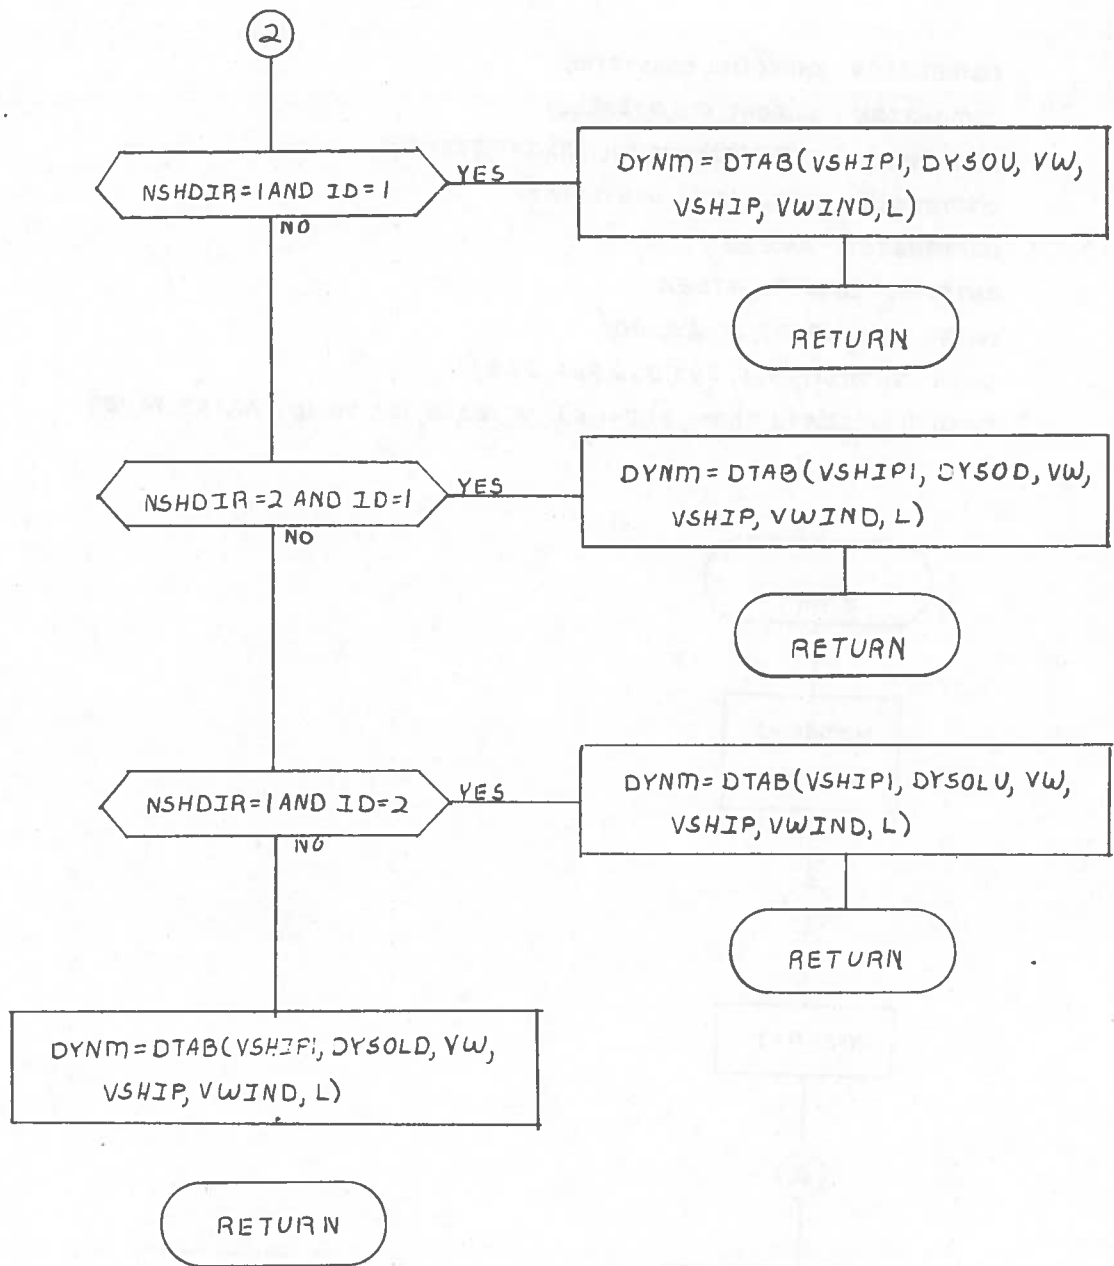 2
NSHDIR=1 AND ID=1
YES
DYNM=DTAB(VSHIP1, DYSOU, VW,
VSHIP, VWIND, L)
NO
RETURN
NSHDIR=2 AND ID=1
YES
DYNM=DTAB(VSHIP1, DYSOD, VW,
VSHIP, VWIND, L)
NO
RETURN
NSHDIR=1 AND ID=2
YES
DYNM=DTAB(VSHIP1, DYSOLU, VW,
VSHIP, VWIND, L)
NO
RETURN
DYNM=DTAB(VSHIP1, DYSOLD, VW,
VSHIP, VWIND, L)
RETURN